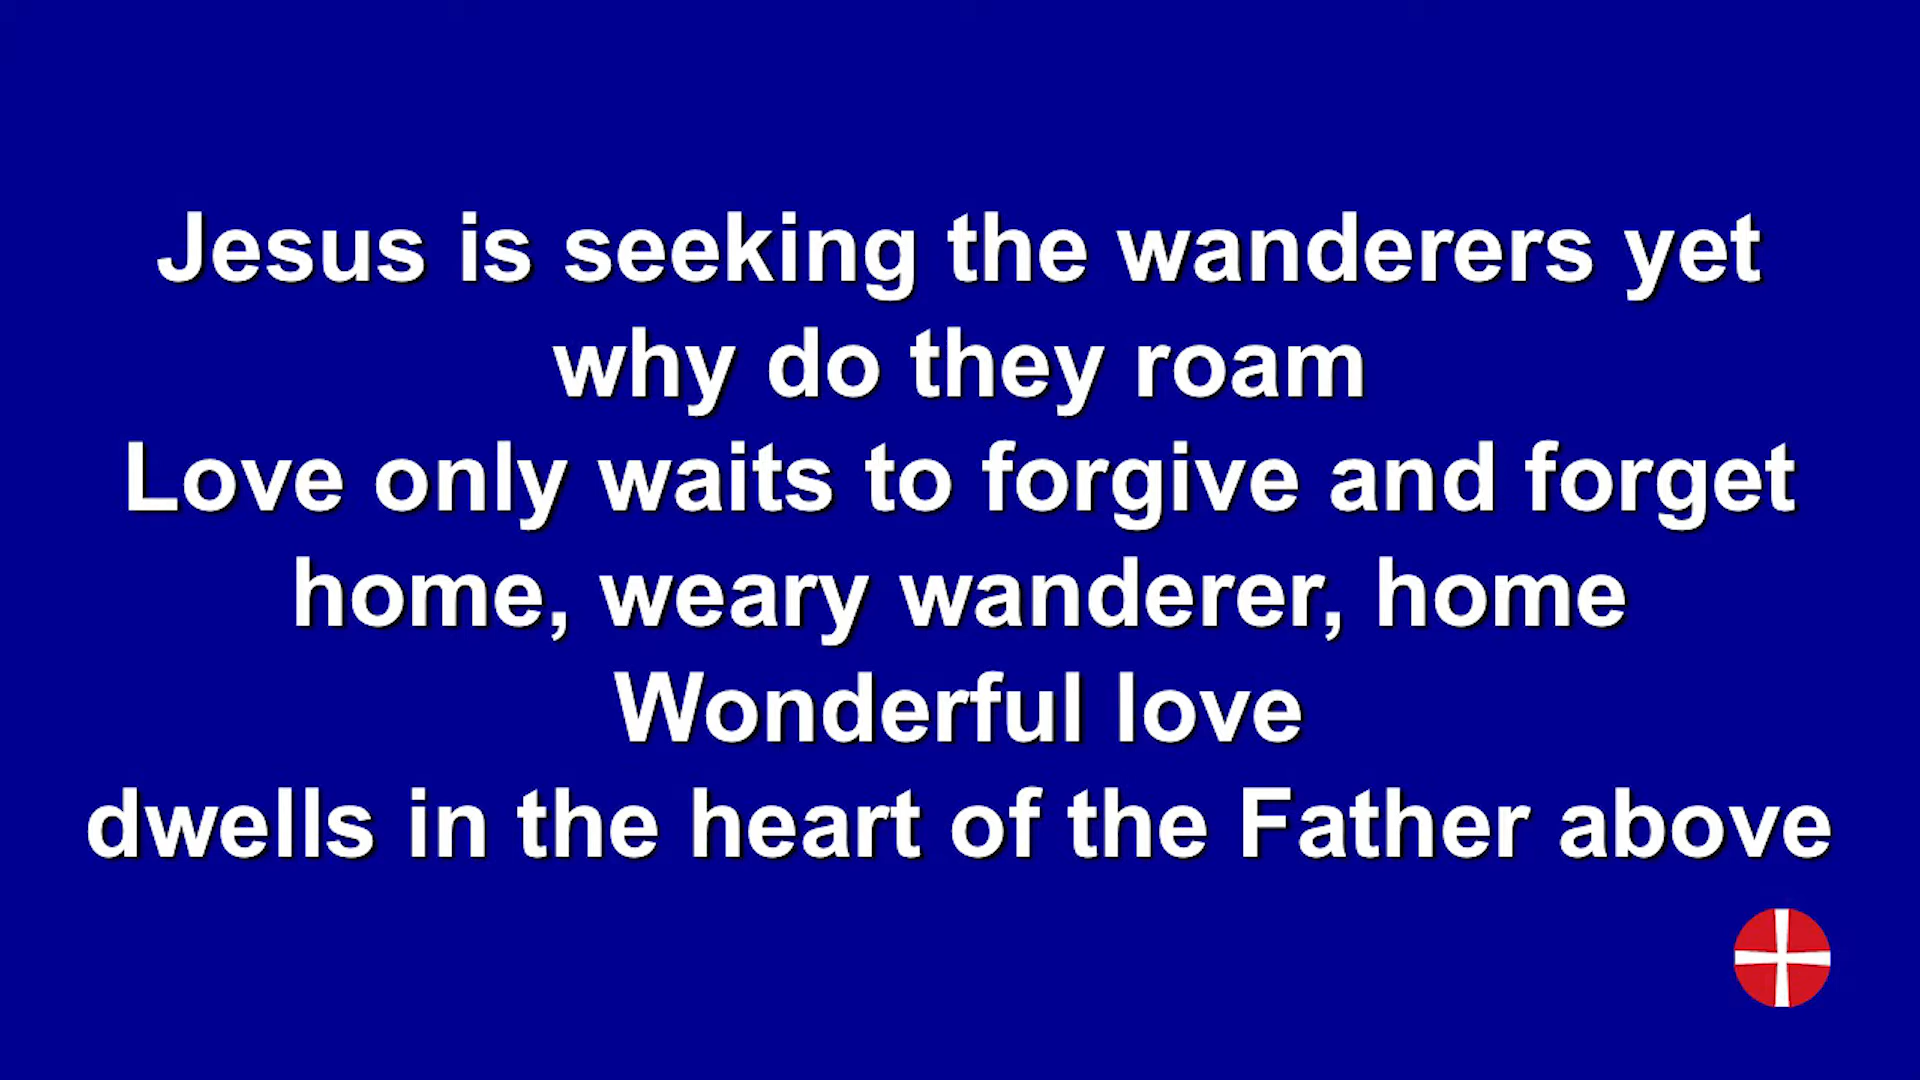 Jesus is seeking the wanderers yet
why do they roam
Love only waits to forgive and forget
home, weary wanderer, home
Wonderful love
dwells in the heart of the Father above